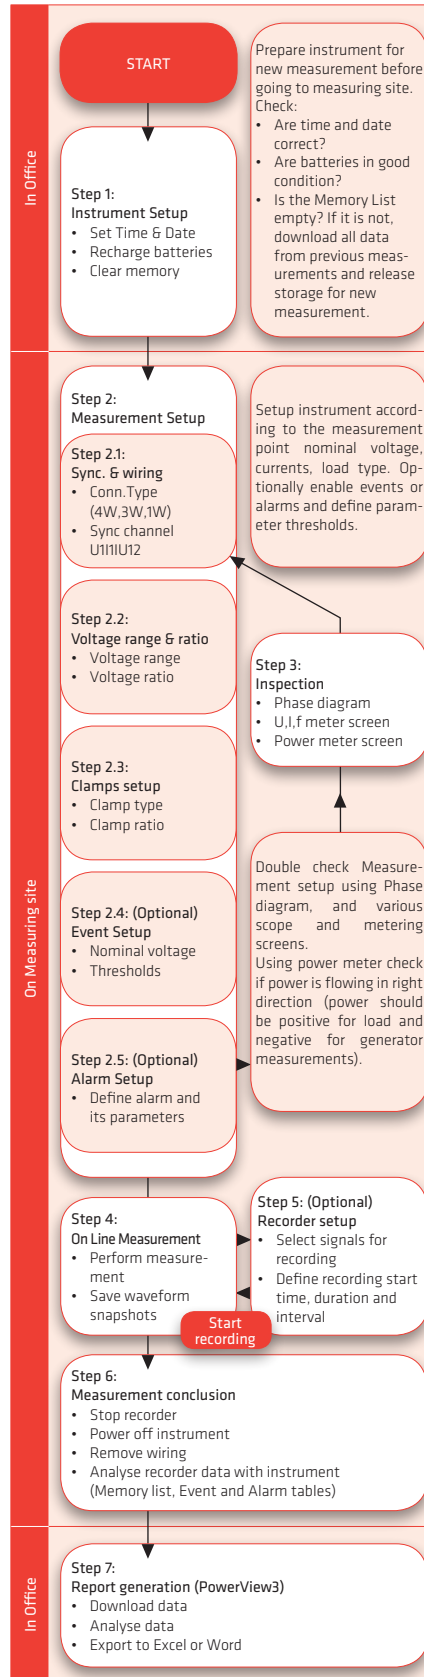 In Office
START
Prepare instrument for
new measurement before
going to measuring site.
Check:
• Are time and date
correct?
• Are batteries in good
condition?
• Is the Memory List
empty? If it is not,
download all data
from previous meas-
urements and release
storage for new
measurement.
Step 1:
Instrument Setup
• Set Time & Date
• Recharge batteries
• Clear memory
On Measuring site
Step 2:
Measurement Setup
Step 2.1:
Sync. & wiring
• Conn.Type
(4W,3W,1W)
• Sync channel
U1I1IU12
Setup instrument accord-
ing to the measurement
point nominal voltage,
currents, load type. Op-
tionally enable events or
alarms and define param-
eter thresholds.
Step 2.2:
Voltage range & ratio
• Voltage range
• Voltage ratio
Step 3:
Inspection
• Phase diagram
• U,I,f meter screen
• Power meter screen
Step 2.3:
Clamps setup
• Clamp type
• Clamp ratio
Step 2.4: (Optional)
Event Setup
• Nominal voltage
• Thresholds
Double check Measure-
ment setup using Phase
diagram, and various
scope and metering
screens.
Using power meter check
if power is flowing in right
direction (power should
be positive for load and
negative for generator
measurements).
Step 2.5: (Optional)
Alarm Setup
• Define alarm and
its parameters
Step 4:
On Line Measurement
• Perform measure-
ment
• Save waveform
snapshots
Step 5: (Optional)
Recorder setup
• Select signals for
recording
• Define recording start
time, duration and
interval
Start
recording
Step 6:
Measurement conclusion
• Stop recorder
• Power off instrument
• Remove wiring
• Analyse recorder data with instrument
(Memory list, Event and Alarm tables)
In Office
Step 7:
Report generation (PowerView3)
• Download data
• Analyse data
• Export to Excel or Word